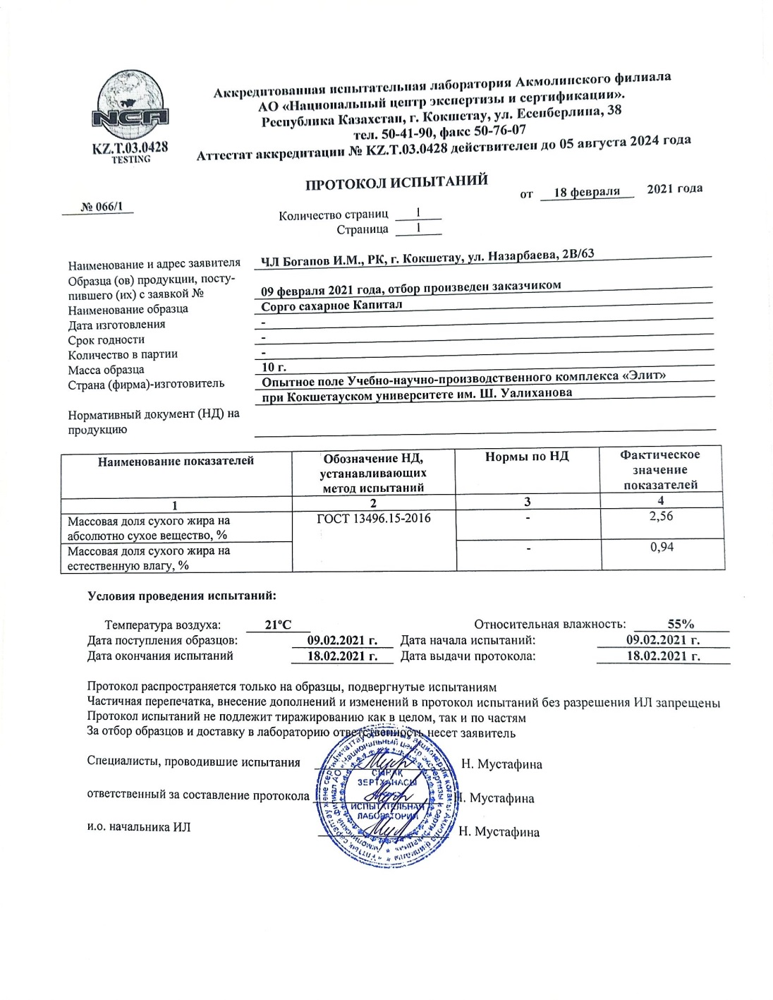 Аккредитованная испытательная лаборатория Акмолинского филиала
АО «Национальный центр экспертизы и сертификации».
Республика Казахстан, г. Кокшетау, ул. Есенберлина, 38
тел. 50-41-90, факс 50-76-07
Аттестат аккредитации № KZ.T.03.0428 действителен до 05 августа 2024 года
NCA
KZ.T.03.0428
TESTING
ПРОТОКОЛ ИСПЫТАНИЙ
№ 066/1
от 18 февраля 2021 года
Количество страниц 1
Страница 1
Наименование и адрес заявителя ЧЛ Богапов И.М., РК, г. Кокшетау, ул. Назарбаева, 2В/63
Образца (ов) продукции, посту-
пившего (их) с заявкой № 09 февраля 2021 года, отбор произведен заказчиком
Наименование образца Сорго сахарное Капитал
Дата изготовления -
Срок годности -
Количество в партии -
Масса образца 10 г.
Страна (фирма)-изготовитель Опытное поле Учебно-научно-производственного комплекса «Элит»
при Кокшетауском университете им. Ш. Уалиханова
Нормативный документ (НД) на
продукцию
Наименование показателей Обозначение НД, Нормы по НД Фактическое
устанавливающих значение
метод испытаний показателей
1 2 3 4
Массовая доля сухого жира на ГОСТ 13496.15-2016 - 2,56
абсолютно сухое вещество, %
Массовая доля сухого жира на - 0,94
естественную влагу, %
Условия проведения испытаний:
Температура воздуха: 21ºС Относительная влажность: 55%
Дата поступления образцов: 09.02.2021 г. Дата начала испытаний: 09.02.2021 г.
Дата окончания испытаний 18.02.2021 г. Дата выдачи протокола: 18.02.2021 г.
Протокол распространяется только на образцы, подвергнутые испытаниям
Частичная перепечатка, внесение дополнений и изменений в протокол испытаний без разрешения ИЛ запрещены
Протокол испытаний не подлежит тиражированию как в целом, так и по частям
За отбор образцов и доставку в лабораторию ответственность несет заявитель
Специалисты, проводившие испытания Н. Мустафина
ответственный за составление протокола Н. Мустафина
и.о. начальника ИЛ Н. Мустафина
СЫНАҚ
ЗЕРТХАНАСЫ
ИСПЫТАТЕЛЬНАЯ
ЛАБОРАТОРИЯ